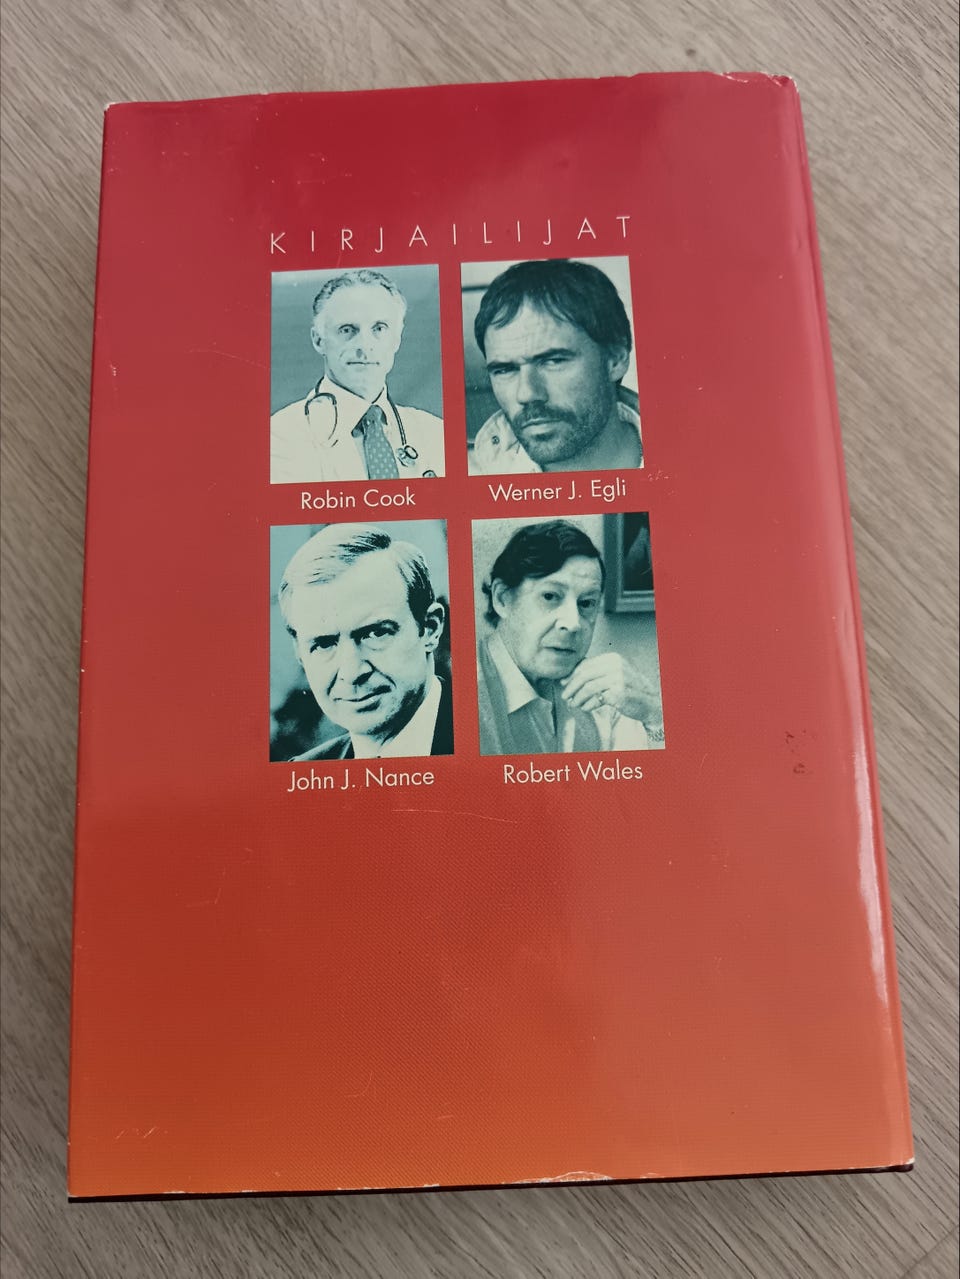 KIRJAILIJAT
Robin Cook
Werner J. Egli
John J. Nance
Robert Wales